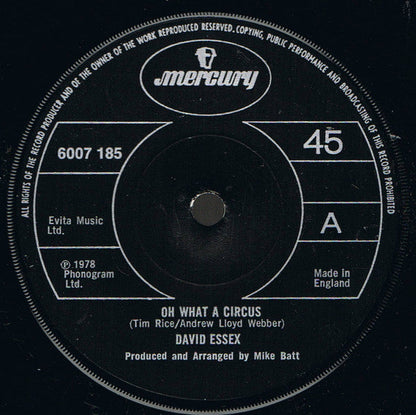 ALL RIGHTS OF THE RECORD PRODUCER AND OF THE OWNER OF THE WORK REPRODUCED RESERVED. COPYING, PUBLIC PERFORMANCE AND BROADCASTING OF THIS RECORD PROHIBITED
mercury
6007 185
45
Evita Music
Ltd.
A
℗ 1978
Phonogram
Ltd.
Made in
England
OH WHAT A CIRCUS
(Tim Rice/Andrew Lloyd Webber)
DAVID ESSEX
Produced and Arranged by Mike Batt